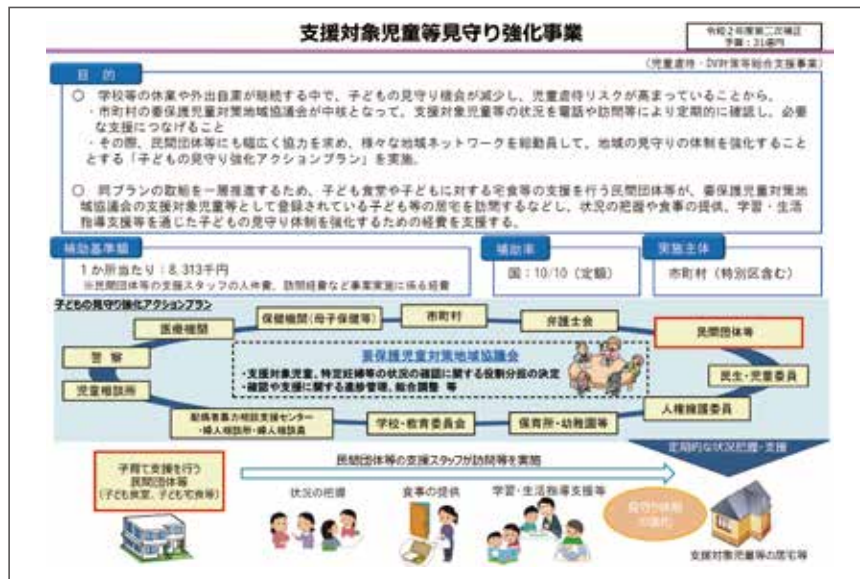 支援対象児童等見守り強化事業
令和2年度第二次補正
予算：31億円
(児童虐待・DV対策等総合支援事業)
目 的
○ 学校等の休業や外出自粛が継続する中で、子どもの見守り機会が減少し、児童虐待リスクが高まっていることから、
・市町村の要保護児童対策地域協議会が中核となって、支援対象児童等の状況を電話や訪問等により定期的に確認し、必要
な支援につなげること
・その際、民間団体等にも幅広く協力を求め、様々な地域ネットワークを総動員して、地域の見守りの体制を強化すること
とする「子どもの見守り強化アクションプラン」を実施。
○ 同プランの取組を一層推進するため、子ども食堂や子どもに対する宅食等の支援を行う民間団体等が、要保護児童対策地
域協議会の支援対象児童等として登録されている子ども等の居宅を訪問するなどし、状況の把握や食事の提供、学習・生活
指導支援等を通じた子どもの見守り体制を強化するための経費を支援する。
補助基準額
1か所当たり：8,313千円
※民間団体等の支援スタッフの人件費、訪問経費など事業実施に係る経費
補助率
国：10/10（定額）
実施主体
市町村（特別区含む）
子どもの見守り強化アクションプラン
医療機関
保健機関(母子保健等)
市町村
弁護士会
民間団体等
警 察
要保護児童対策地域協議会
・支援対象児童、特定妊婦等の状況の確認に関する役割分担の決定
・確認や支援に関する進捗管理、総合調整 等
民生・児童委員
児童相談所
人権擁護委員
配偶者暴力相談支援センター
・婦人相談所・婦人相談員
学校・教育委員会
保育所・幼稚園等
定期的な状況把握・支援
子育て支援を行う
民間団体等
(子ども食堂、子ども宅食等)
民間団体等の支援スタッフが訪問等を実施
状況の把握
食事の提供
学習・生活指導支援等
見守り体制
の強化
支援対象児童等の居宅等